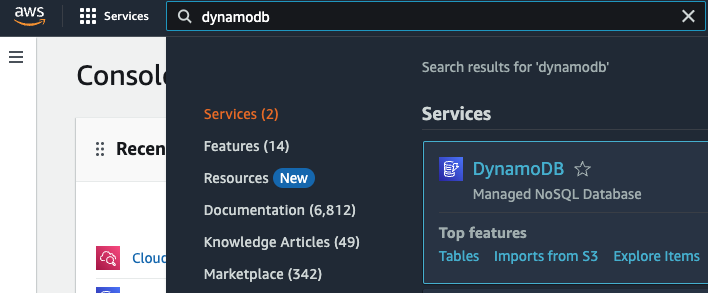 aws
Services
dynamodb
Search results for 'dynamodb'
Services (2)
Features (14)
Resources New
Documentation (6,812)
Knowledge Articles (49)
Marketplace (342)
Services
DynamoDB
Managed NoSQL Database
Top features
Tables Imports from S3 Explore Items
Consol
Recen
Cloud